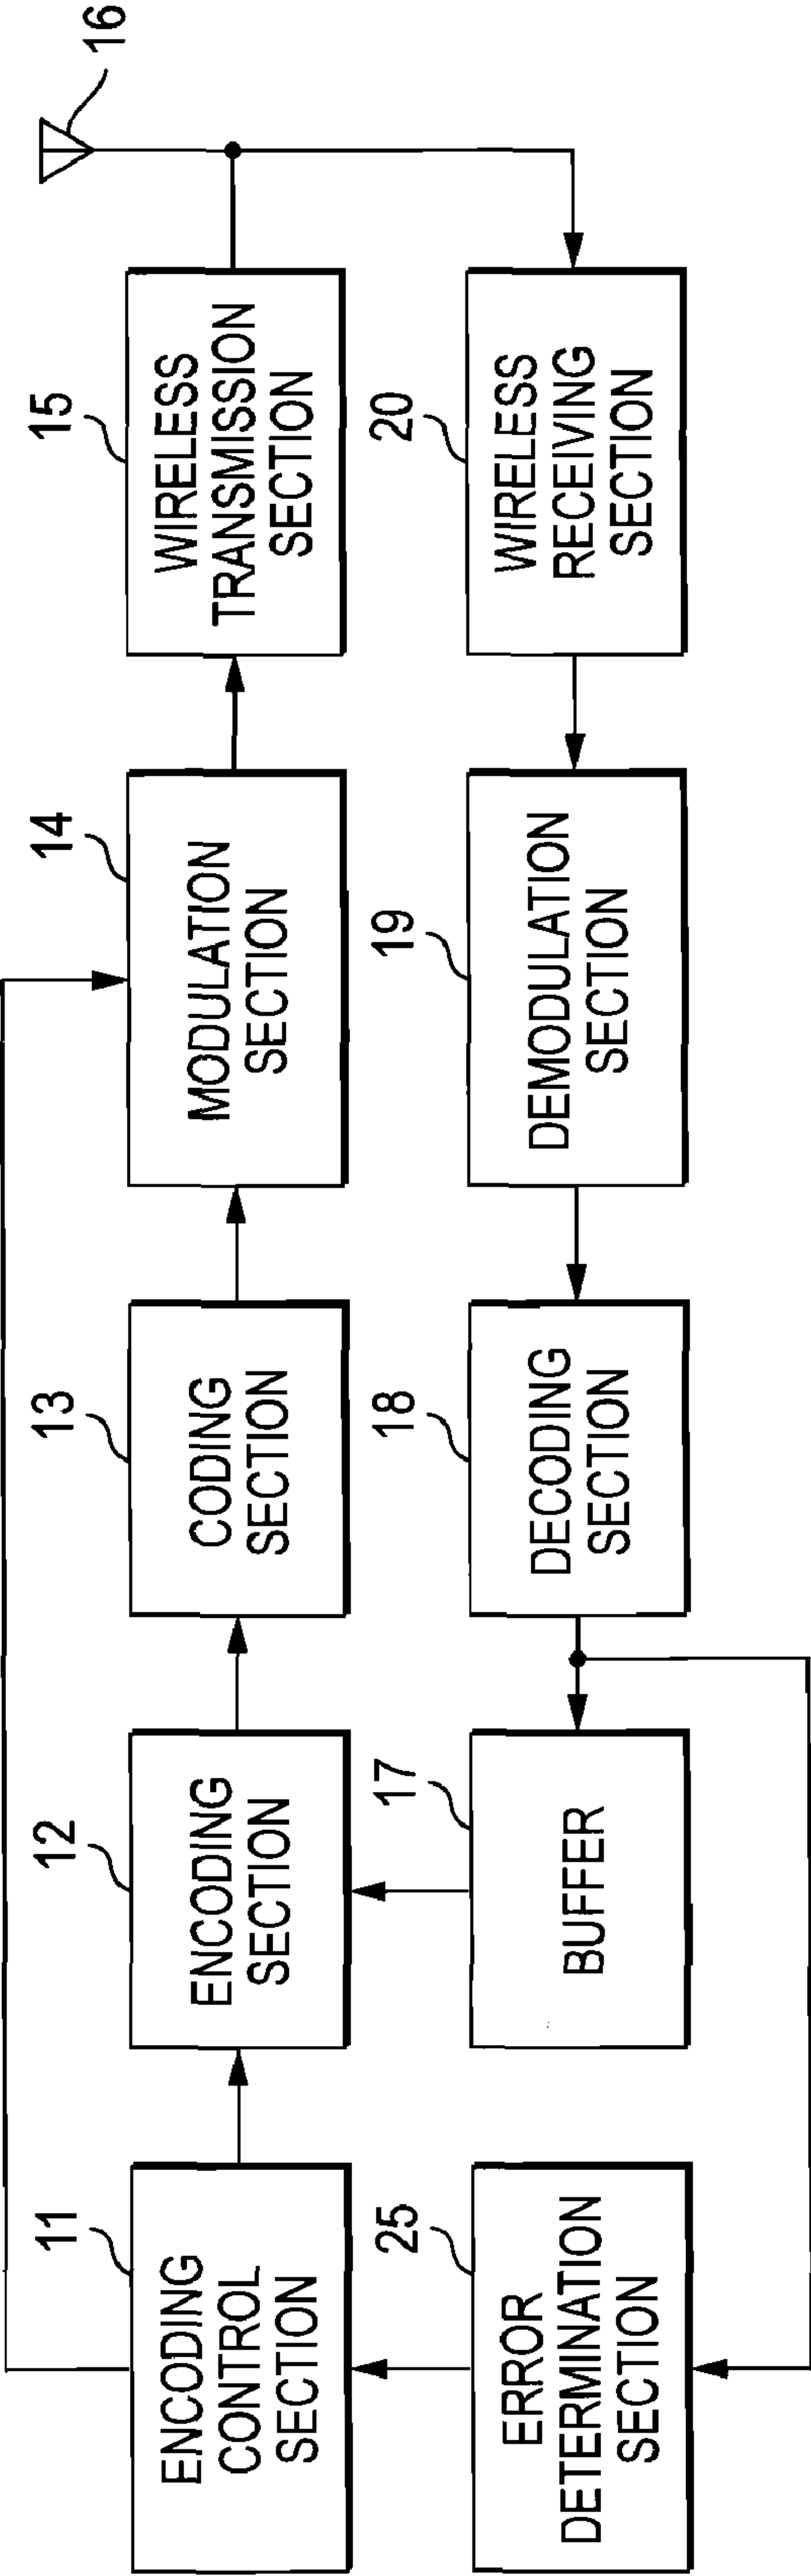 11
ENCODING
CONTROL
SECTION
12
ENCODING
SECTION
13
CODING
SECTION
14
MODULATION
SECTION
15
WIRELESS
TRANSMISSION
SECTION
16
25
ERROR
DETERMINATION
SECTION
17
BUFFER
18
DECODING
SECTION
19
DEMODULATION
SECTION
20
WIRELESS
RECEIVING
SECTION